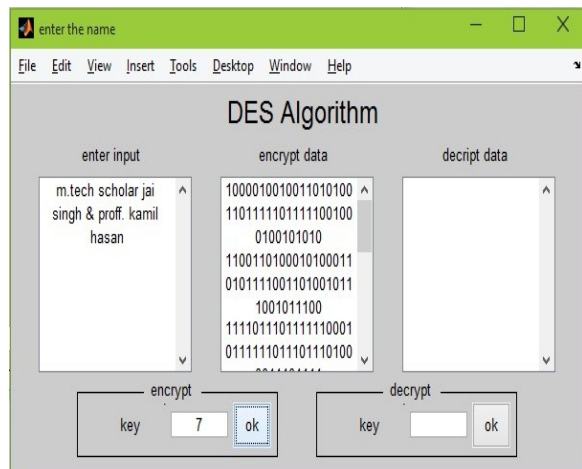 enter the name
File Edit View Insert Tools Desktop Window Help
DES Algorithm
enter input encrypt data decript data
m.tech scholar jai
singh & proff. kamil
hasan
1000010010011010100
1101111101111100100
0100101010
1100110100010100011
0101111001101001011
1001011100
1111011101111110001
0111111011101110100
encrypt
key 7 ok
decrypt
key ok